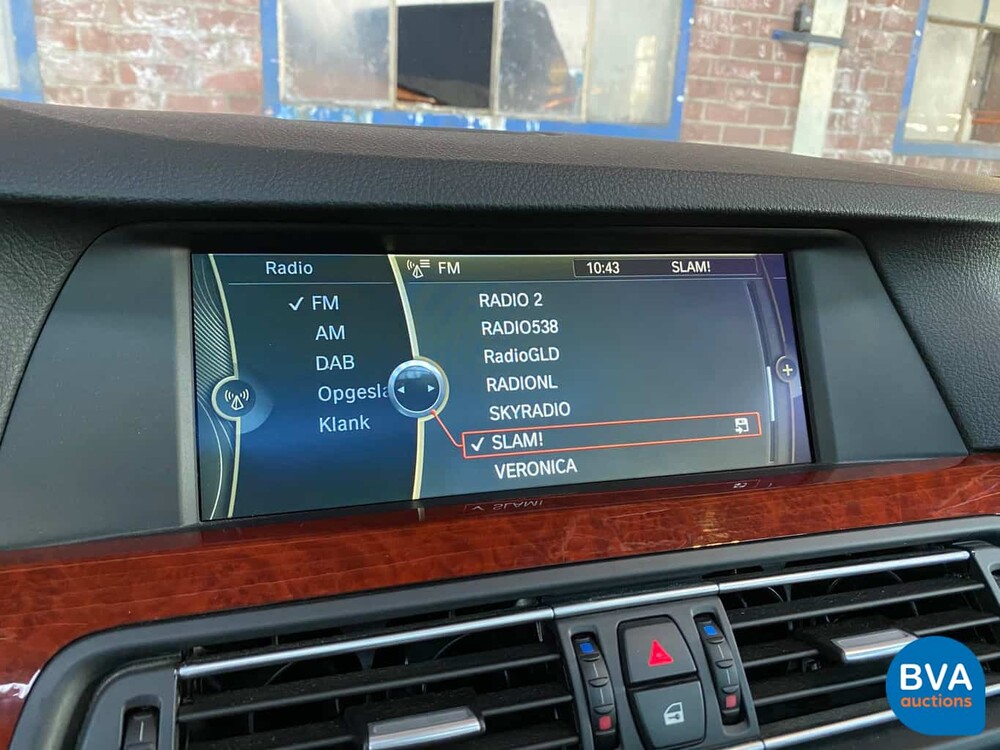 Radio
FM
AM
DAB
Opgesla
Klank
FM 10:43 SLAM!
RADIO 2
RADIO538
RadioGLD
RADIONL
SKYRADIO
SLAM!
VERONICA
BVA
auctions